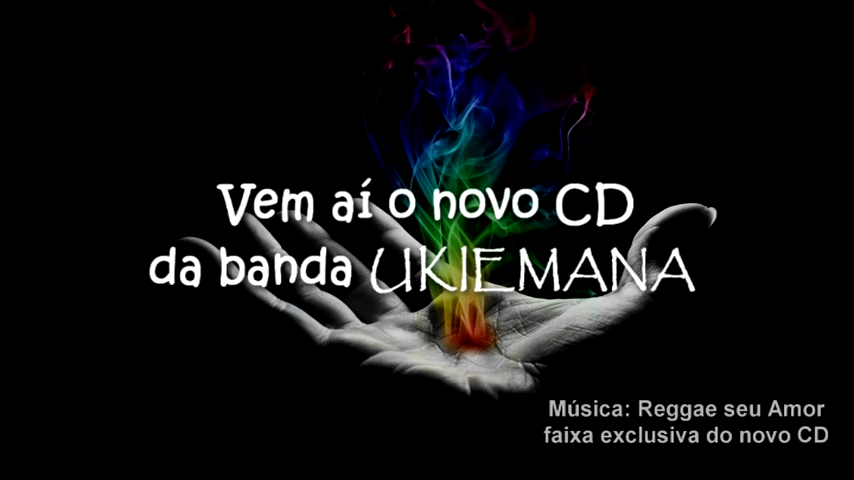 Vem aí o novo CD
da banda UKIEMANA
Música: Reggae seu Amor
faixa exclusiva do novo CD